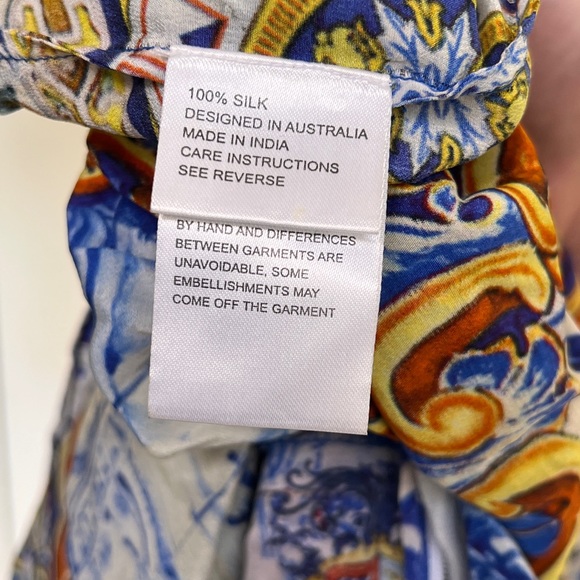 100% SILK
DESIGNED IN AUSTRALIA
MADE IN INDIA
CARE INSTRUCTIONS
SEE REVERSE
BY HAND AND DIFFERENCES
BETWEEN GARMENTS ARE
UNAVOIDABLE, SOME
EMBELLISHMENTS MAY
COME OFF THE GARMENT